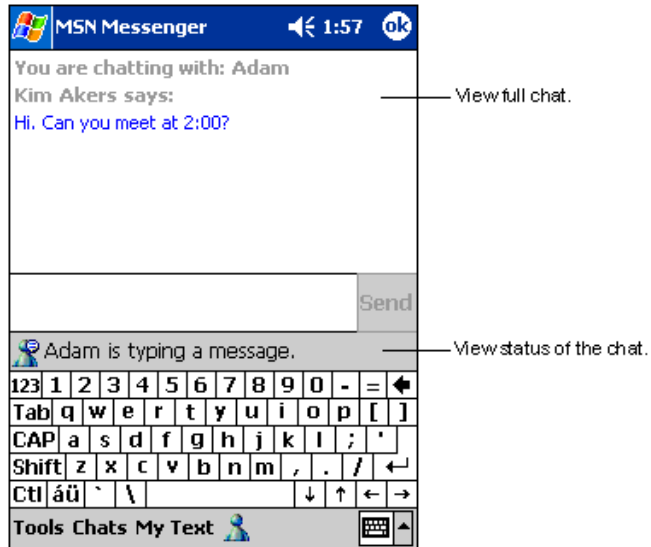 MSN Messenger 1:57 ok
You are chatting with: Adam
Kim Akers says:
View full chat.
Hi. Can you meet at 2:00?
Send
Adam is typing a message.
View status of the chat.
123 1 2 3 4 5 6 7 8 9 0 - = 🡄
Tab q w e r t y u i o p [ ]
CAP a s d f g h j k l ; '
Shift z x c v b n m , . / ↵
Ctl áü ` \ ↓ ↑ ← →
Tools Chats My Text